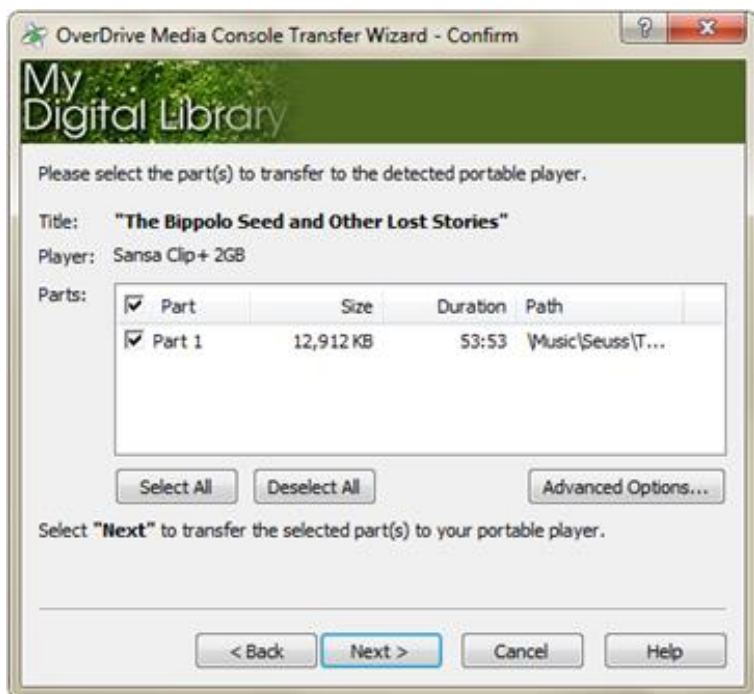 OverDrive Media Console Transfer Wizard - Confirm
My
Digital Library
Please select the part(s) to transfer to the detected portable player.
Title: "The Bippolo Seed and Other Lost Stories"
Player: Sansa Clip+ 2GB
Parts: Part Size Duration Path
Part 1 12,912 KB 53:53 \Music\Seuss\T...
Select All Deselect All Advanced Options...
Select "Next" to transfer the selected part(s) to your portable player.
< Back Next > Cancel Help